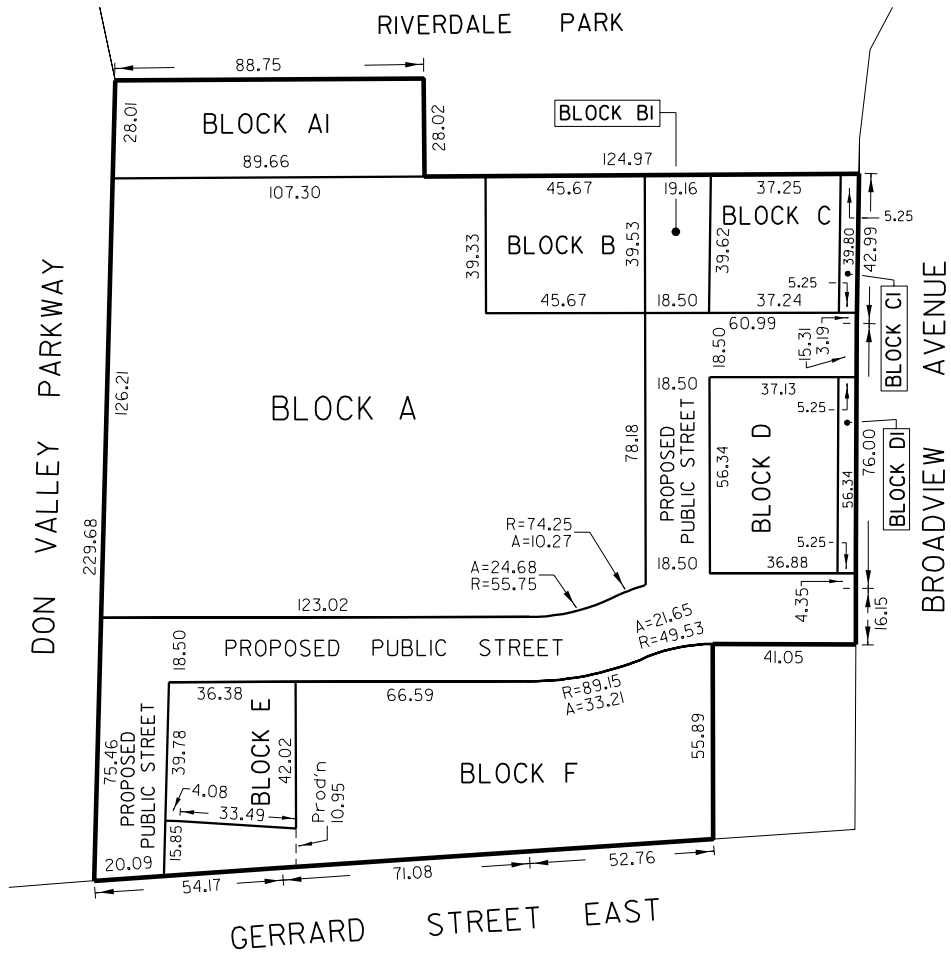 RIVERDALE PARK
88.75
28.01
BLOCK A1
28.02
89.66
107.30
BLOCK B1
124.97
45.67
19.16
37.25
BLOCK C
5.25
39.33
BLOCK B
39.53
39.62
39.80
42.99
45.67
18.50
37.24
5.25
BLOCK C1
60.99
18.50
15.31
3.19
DON VALLEY PARKWAY
BROADVIEW AVENUE
126.21
229.68
BLOCK A
78.18
18.50
37.13
5.25
PROPOSED
PUBLIC STREET
56.34
BLOCK D
56.34
76.00
BLOCK D1
5.25
18.50
36.88
R=74.25
A=10.27
A=24.68
R=55.75
123.02
4.35
16.15
A=21.65
R=49.53
18.50
PROPOSED PUBLIC STREET
41.05
36.38
66.59
R=89.15
A=33.21
75.46
PROPOSED
PUBLIC STREET
39.78
BLOCK E
42.02
55.89
BLOCK F
4.08
33.49
Prod'n
10.95
15.85
20.09
54.17
71.08
52.76
GERRARD STREET EAST